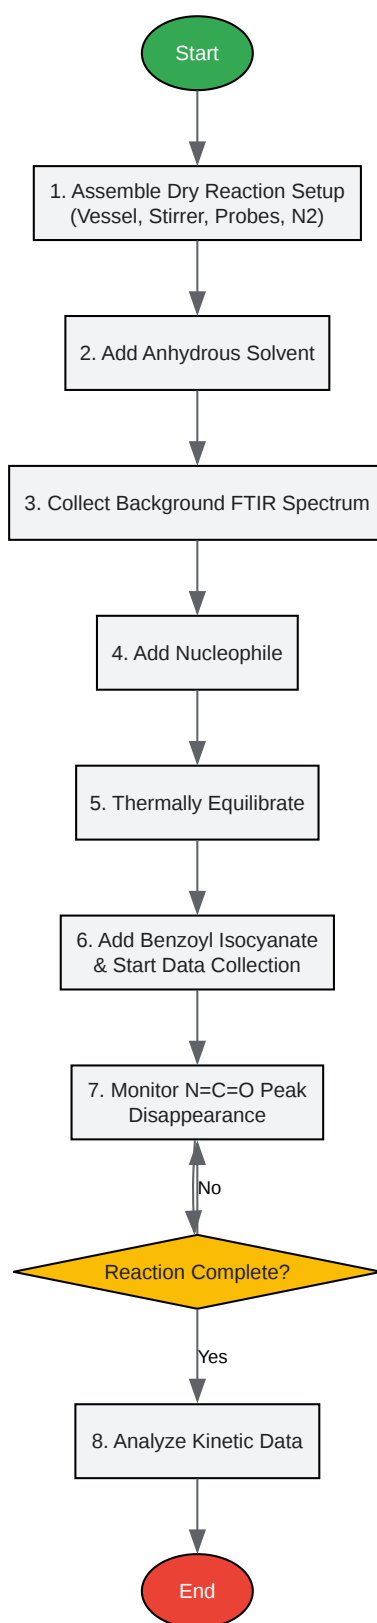 Start
1. Assemble Dry Reaction Setup
(Vessel, Stirrer, Probes, N2)
2. Add Anhydrous Solvent
3. Collect Background FTIR Spectrum
4. Add Nucleophile
5. Thermally Equilibrate
6. Add Benzoyl Isocyanate
& Start Data Collection
7. Monitor N=C=O Peak
Disappearance
No
Reaction Complete?
Yes
8. Analyze Kinetic Data
End